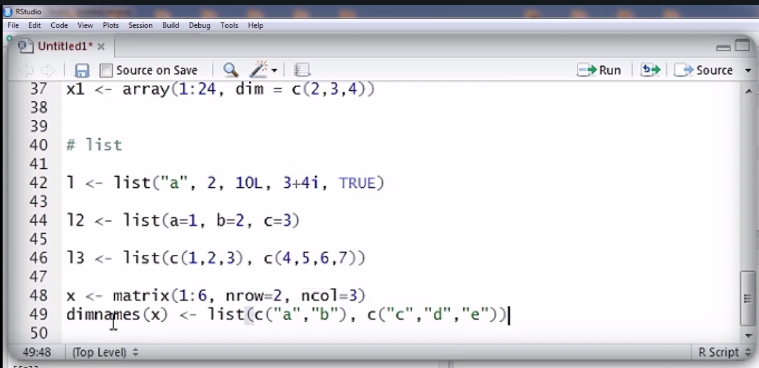 RStudio
File Edit Code View Plots Session Build Debug Tools Help
Untitled1*
Source on Save Run Source
37 x1 <- array(1:24, dim = c(2,3,4))
38
39
40 # list
41
42 l <- list("a", 2, 10L, 3+4i, TRUE)
43
44 l2 <- list(a=1, b=2, c=3)
45
46 l3 <- list(c(1,2,3), c(4,5,6,7))
47
48 x <- matrix(1:6, nrow=2, ncol=3)
49 dimnames(x) <- list(c("a","b"), c("c","d","e"))
50
49:48 (Top Level) R Script